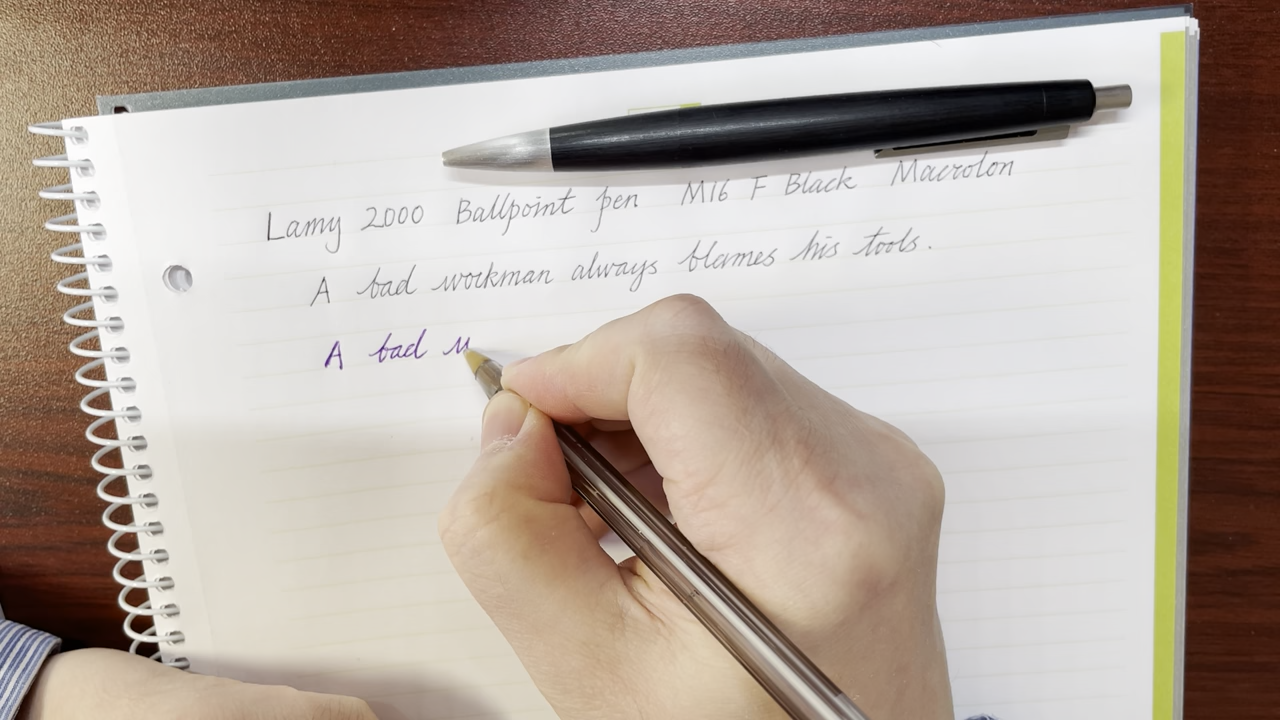 Lamy 2000 Ballpoint pen M16 F Black Macrolon
A bad workman always blames his tools.
A bad